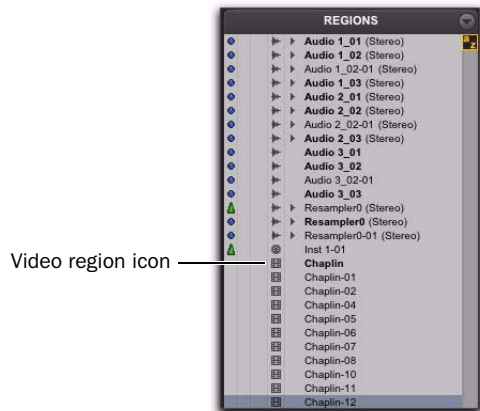 REGIONS
a
z
Audio 1_01 (Stereo)
Audio 1_02 (Stereo)
Audio 1_02-01 (Stereo)
Audio 1_03 (Stereo)
Audio 2_01 (Stereo)
Audio 2_02 (Stereo)
Audio 2_02-01 (Stereo)
Audio 2_03 (Stereo)
Audio 3_01
Audio 3_02
Audio 3_02-01
Audio 3_03
Resampler0 (Stereo)
Resampler0 (Stereo)
Resampler0-01 (Stereo)
Inst 1-01
Video region icon
Chaplin
Chaplin-01
Chaplin-02
Chaplin-04
Chaplin-05
Chaplin-06
Chaplin-07
Chaplin-08
Chaplin-10
Chaplin-11
Chaplin-12